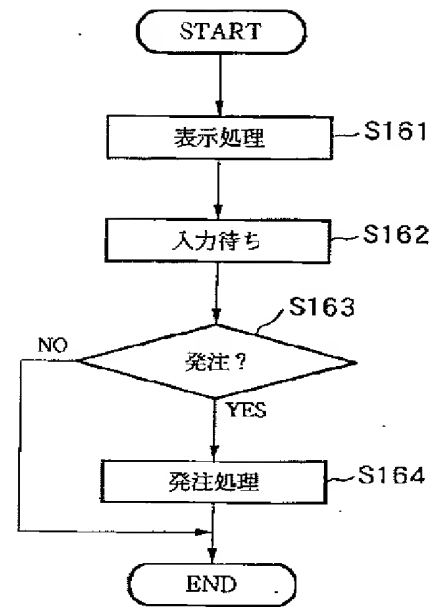 START
表示処理
S161
入力待ち
S162
S163
発注？
NO
YES
発注処理
S164
END